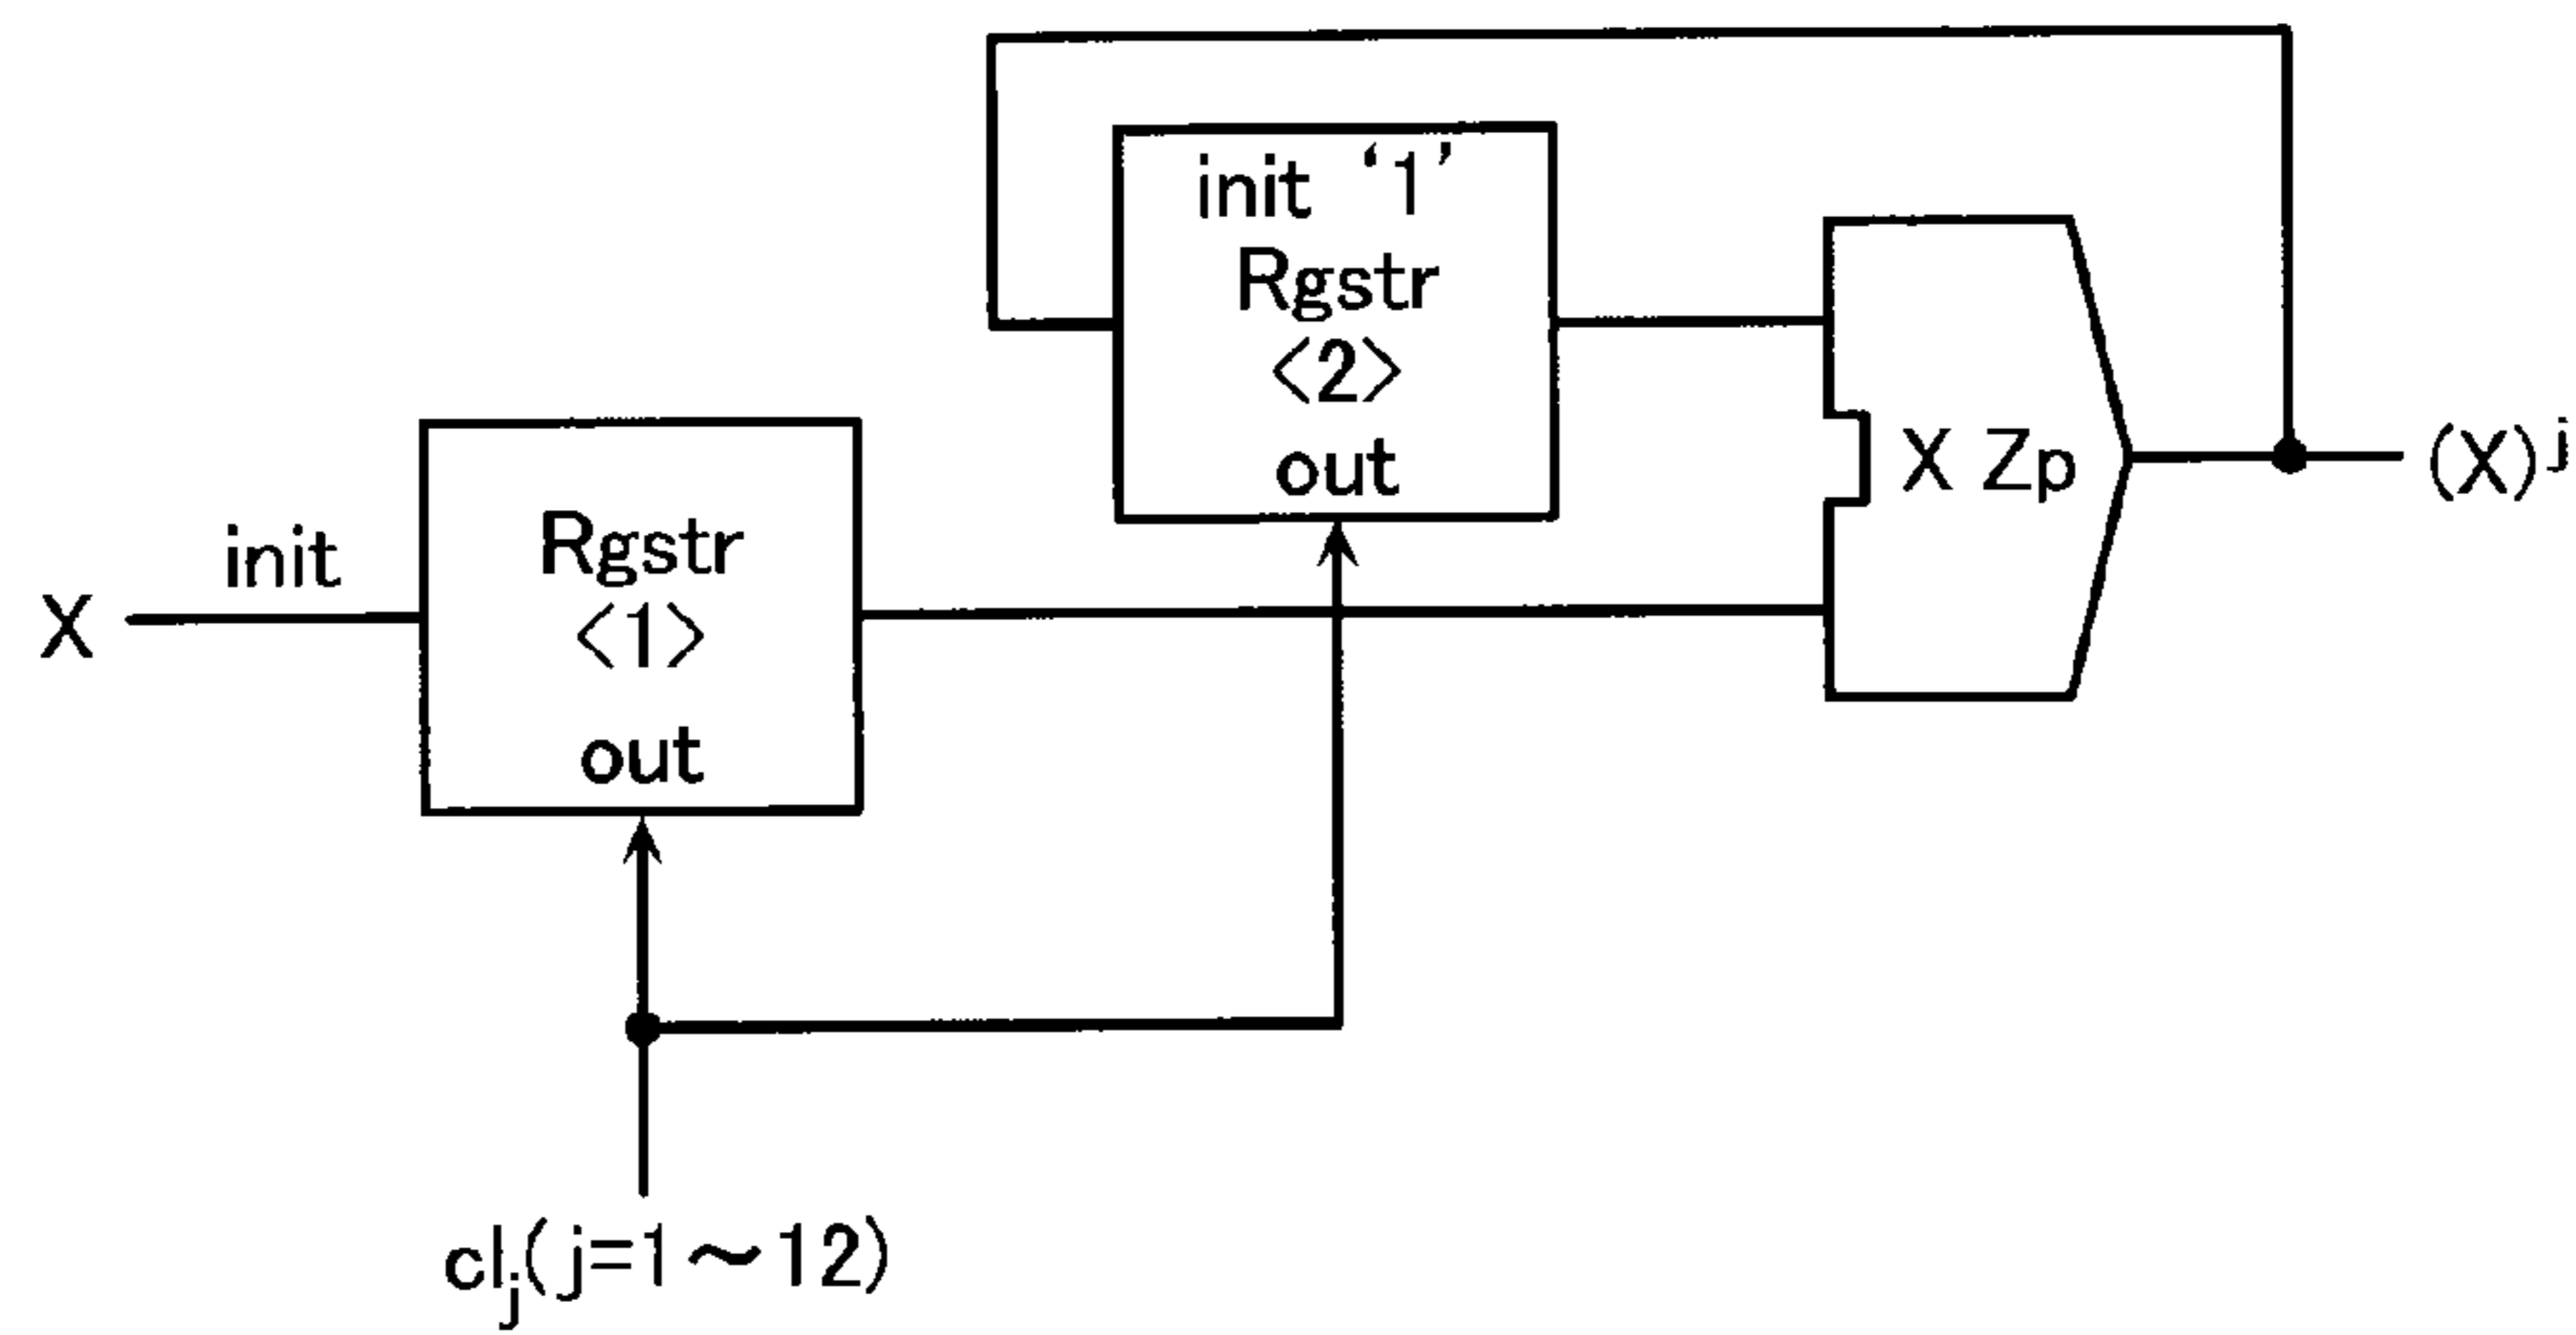 init '1'
Rgstr
<2>
out
X Zp
(X)^j
X
init
Rgstr
<1>
out
cl_j(j=1～12)